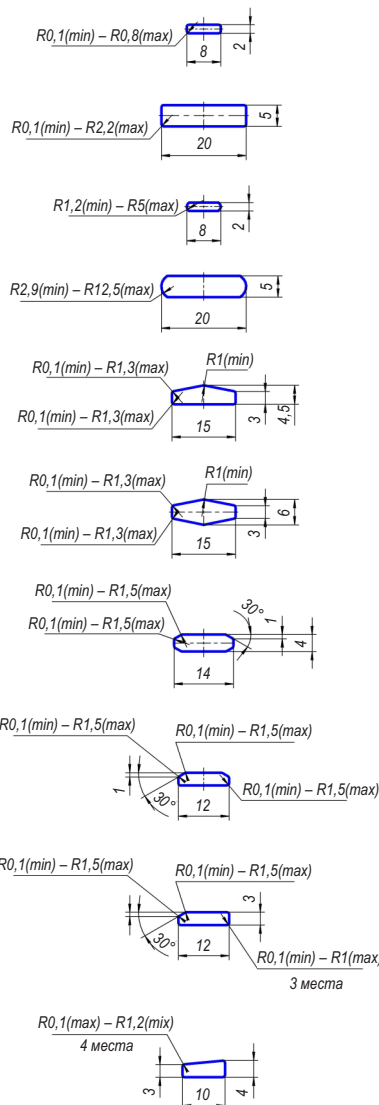 R0,1(min) – R0,8(max)
8
2
R0,1(min) – R2,2(max)
5
20
R1,2(min) – R5(max)
8
2
R2,9(min) – R12,5(max)
5
20
R0,1(min) – R1,3(max)
R1(min)
R0,1(min) – R1,3(max)
15
3
4,5
R0,1(min) – R1,3(max)
R1(min)
R0,1(min) – R1,3(max)
15
3
6
R0,1(min) – R1,5(max)
R0,1(min) – R1,5(max)
30°
1
4
14
R0,1(min) – R1,5(max)
R0,1(min) – R1,5(max)
1
30°
12
R0,1(min) – R1,5(max)
R0,1(min) – R1,5(max)
R0,1(min) – R1,5(max)
3
30°
12
R0,1(min) – R1(max)
3 места
R0,1(max) – R1,2(mix)
4 места
3
10
4